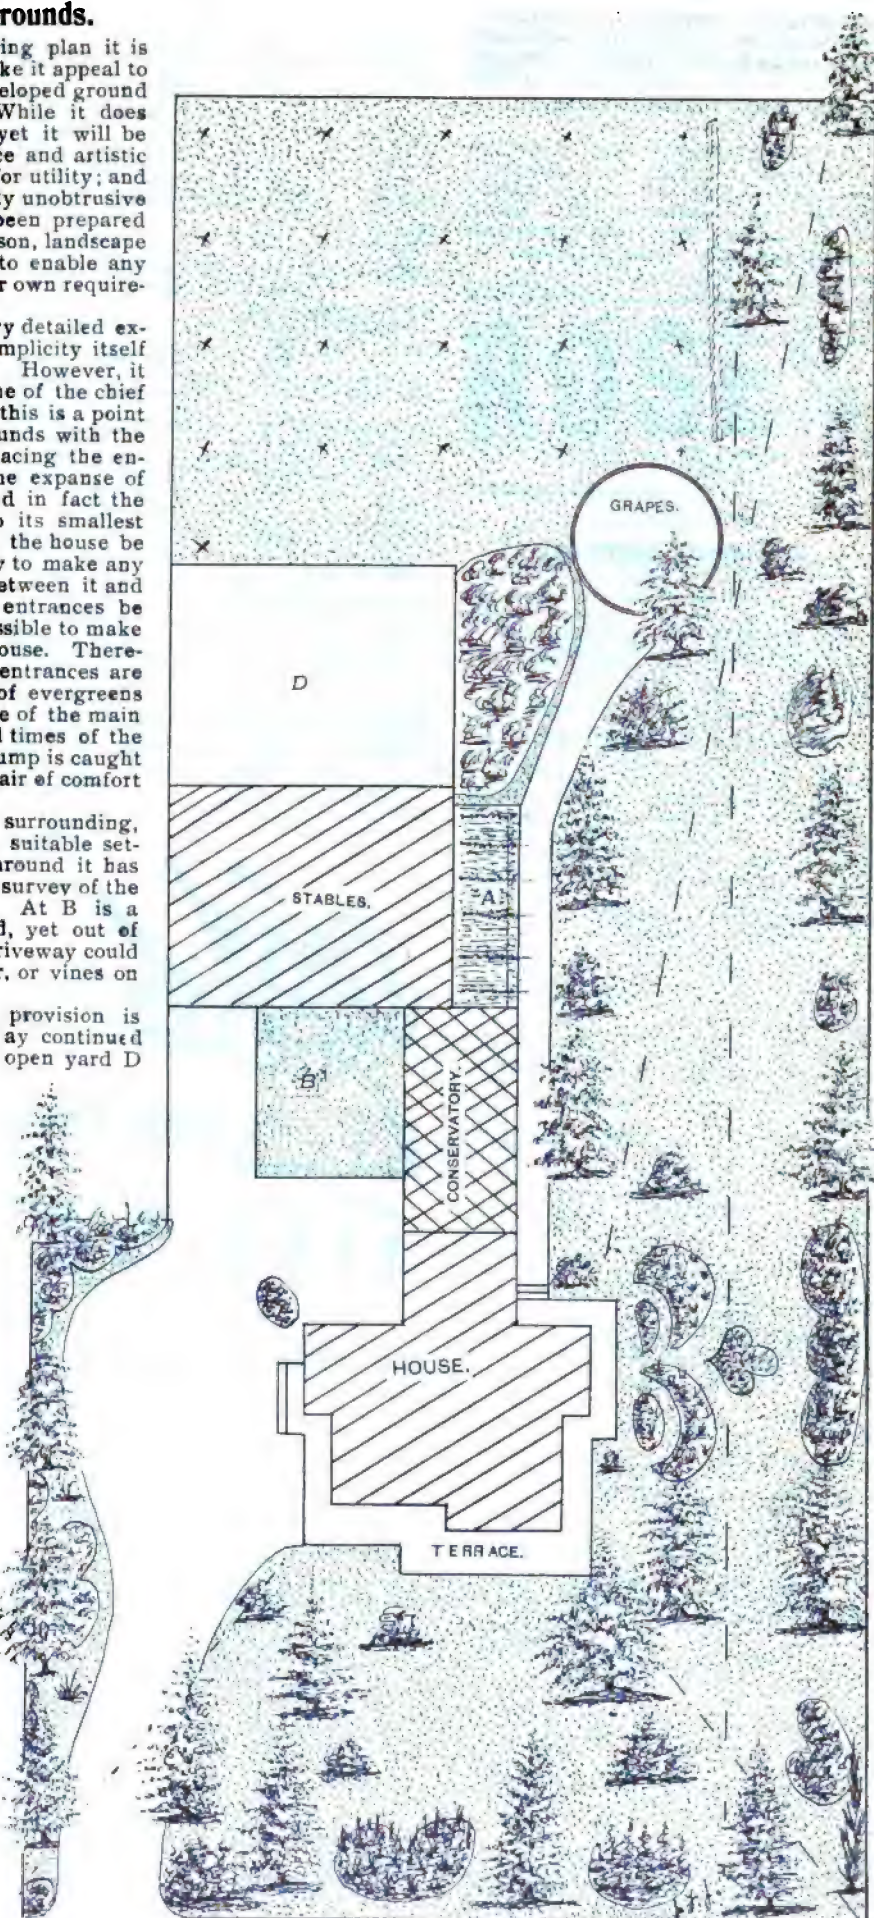 rounds.
ing plan it is
ke it appeal to
eloped ground
While it does
yet it will be
ce and artistic
or utility; and
y unobtrusive
been prepared
son, landscape
to enable any
r own require-
ry detailed ex-
mplicity itself
However, it
ne of the chief
this is a point
unds with the
acing the en-
ne expanse of
d in fact the
o its smallest
the house be
y to make any
etween it and
entrances be
ssible to make
ouse. There-
entrances are
of evergreens
e of the main
l times of the
ump is caught
air of comfort
surrounding,
suitable set-
round it has
survey of the
At B is a
d, yet out of
riveway could
r, or vines on
provision is
ay continued
open yard D
GRAPES.
D
STABLES.
A
B
CONSERVATORY.
HOUSE.
TERRACE.